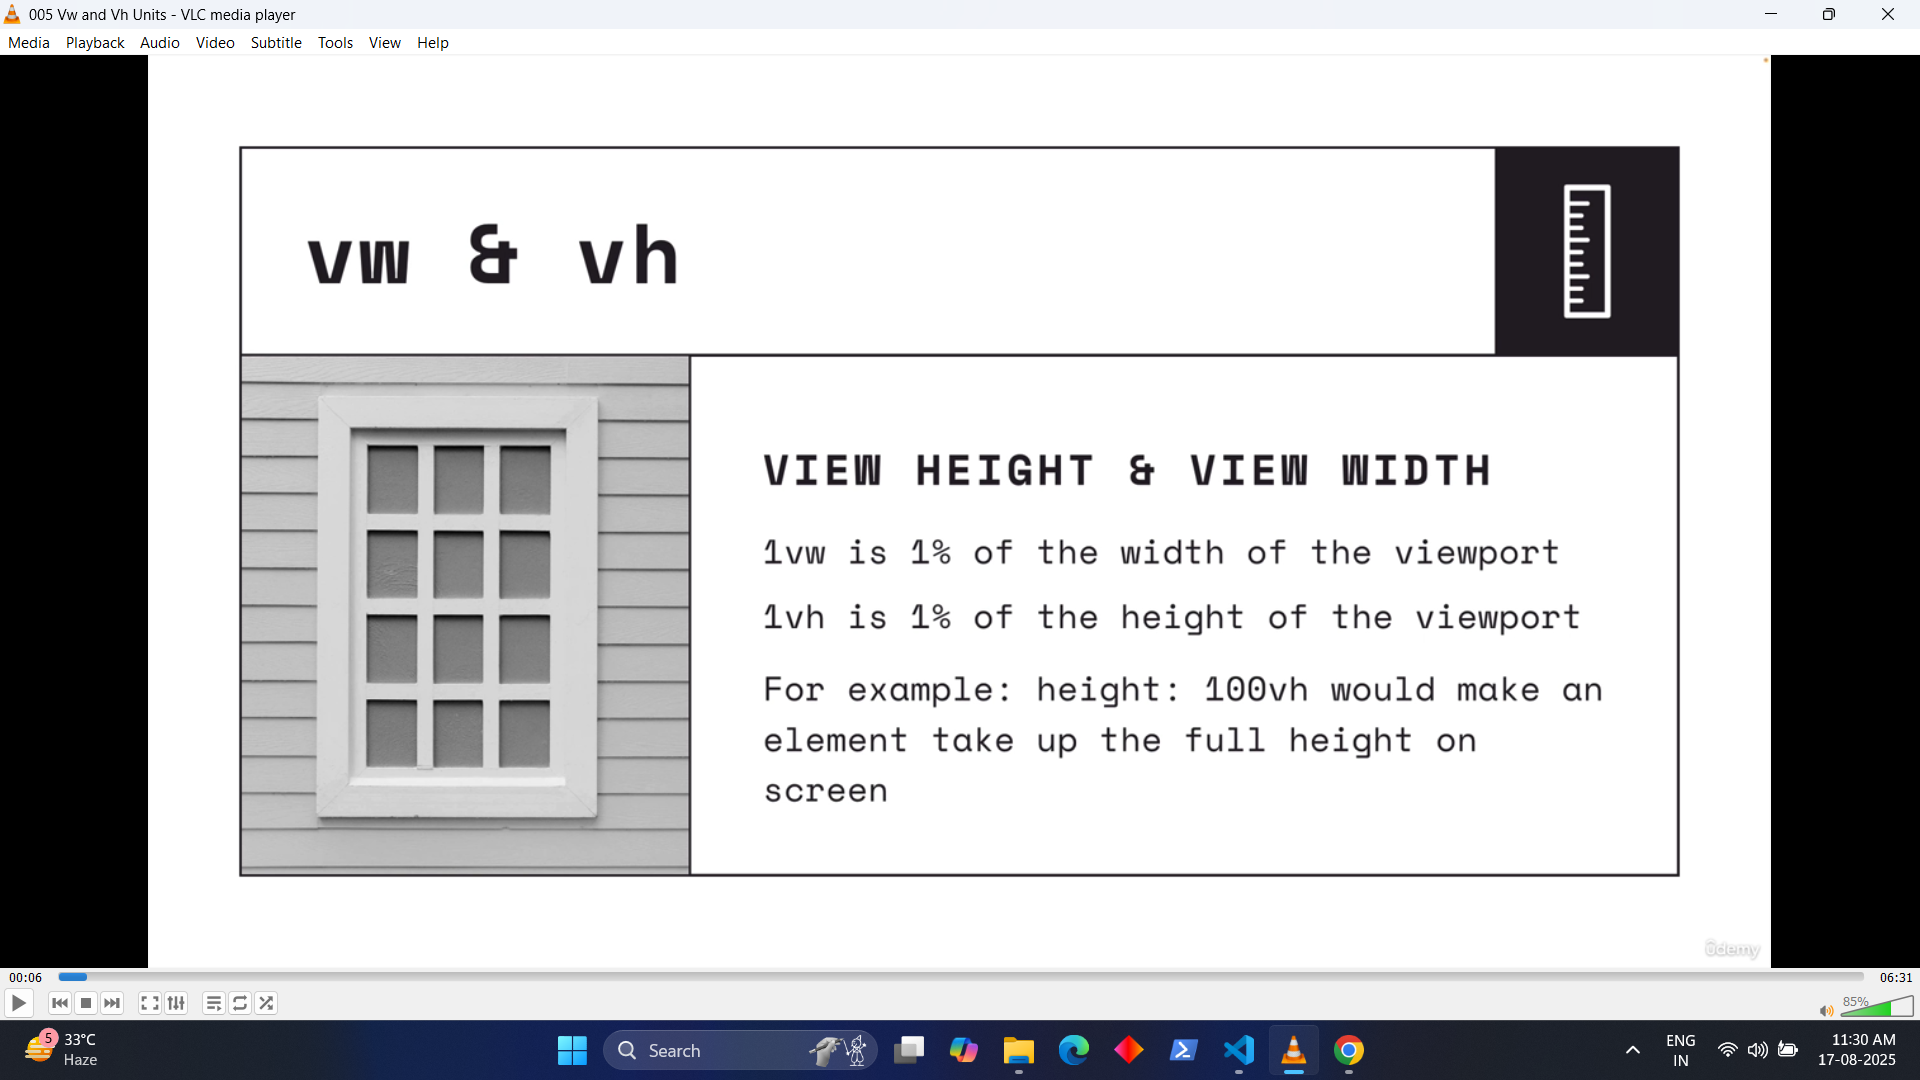 005 Vw and Vh Units - VLC media player
Media Playback Audio Video Subtitle Tools View Help
vw & vh
VIEW HEIGHT & VIEW WIDTH
1vw is 1% of the width of the viewport
1vh is 1% of the height of the viewport
For example: height: 100vh would make an
element take up the full height on
screen
ûdemy
00:06
06:31
85%
5
33°C
Haze
Search
ENG
IN
11:30 AM
17-08-2025